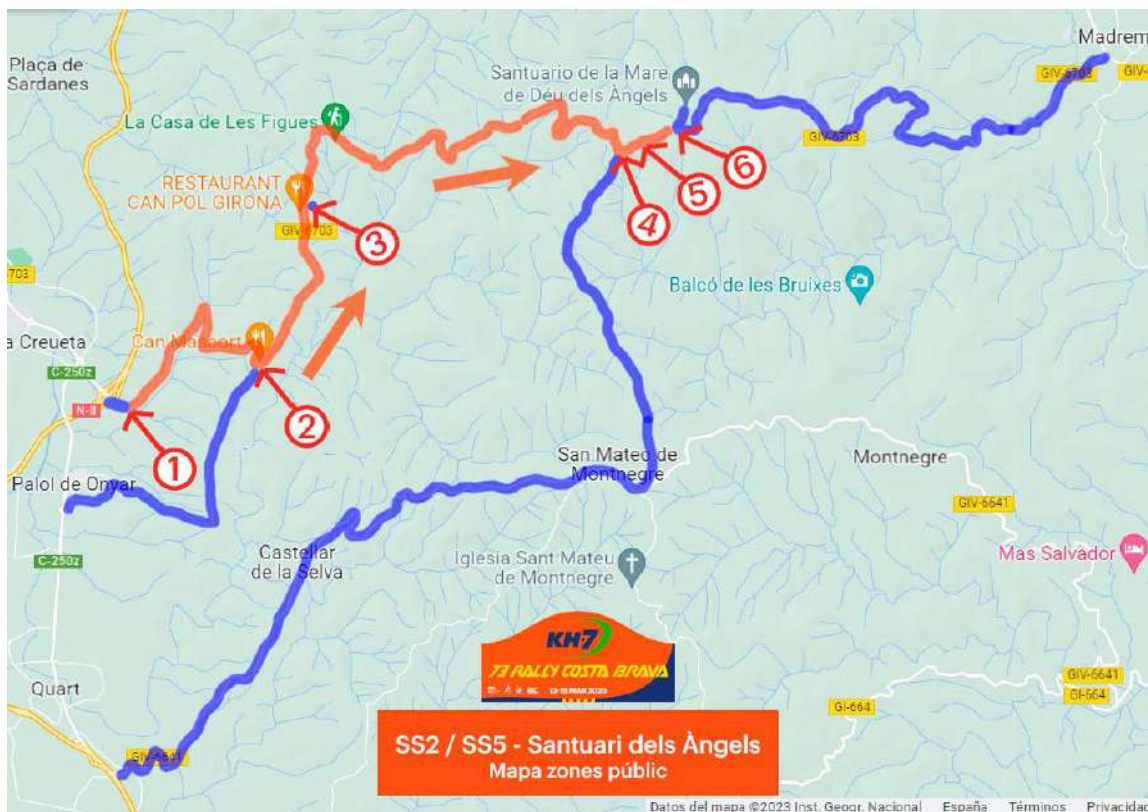 Plaça de
Sardanes
Madrem
GIV-6703
Santuario de la Mare
de Déu dels Àngels
La Casa de Les Figues
GIV-6703
RESTAURANT
CAN POL GIRONA
GIV-6703
6
5
4
3
703
Balcó de les Bruixes
a Creueta
Can Mascort
C-250z
N-II
2
1
San Mateo de
Montnegre
Montnegre
Palol de Onyar
GIV-6641
C-250z
Castellar
de la Selva
Iglesia Sant Mateu
de Montnegre
Mas Salvador
KH-7
73 RALLY COSTA BRAVA
Quart
GIV-6641
GI-664
GI-664
GIV-6641
SS2 / SS5 - Santuari dels Àngels
Mapa zones públic
Datos del mapa ©2023 Inst. Geogr. Nacional España Términos Privacidad